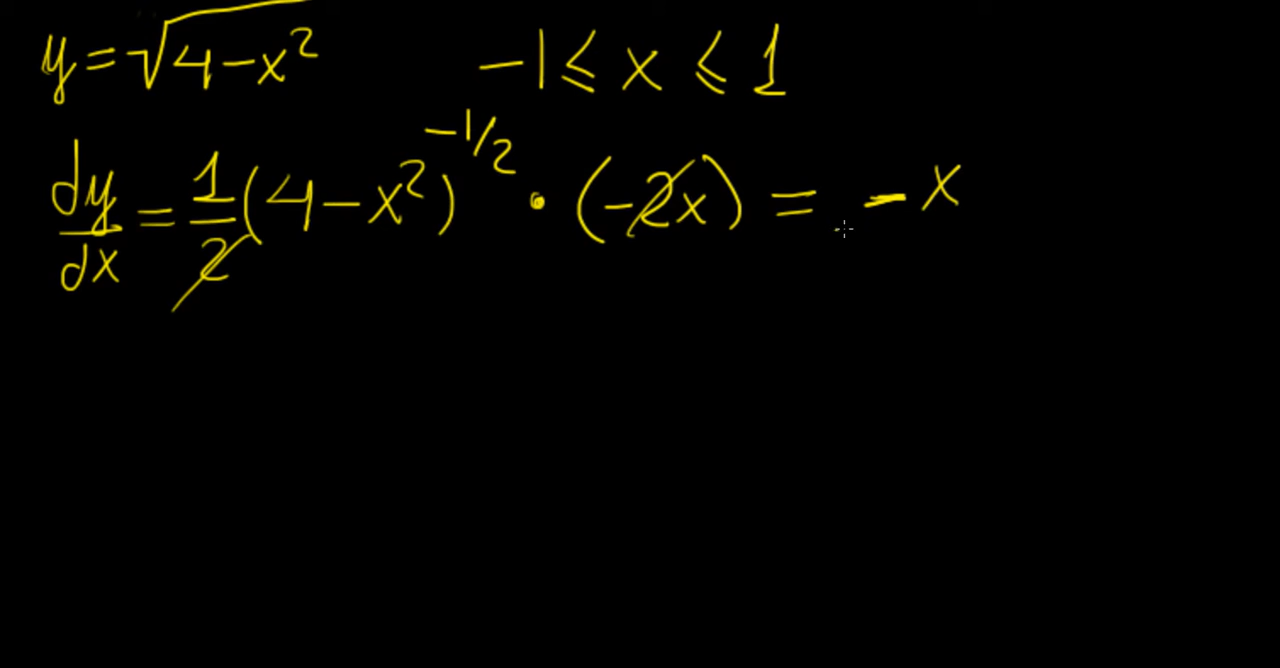 y = √(4-x²) -1 ≤ x ≤ 1
dy/dx = 1/2 (4-x²)^(-1/2) · (-2x) = -x